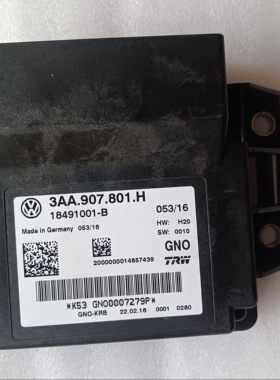 3AA.907.801.H
18491001-B
053/16
Made in Germany 053/16
HW: H20
SW: 0010
GNO
2000000014857439
TRW
*K53 GNO0007279P*
GNO-KRB 22.02.16 0001 0280